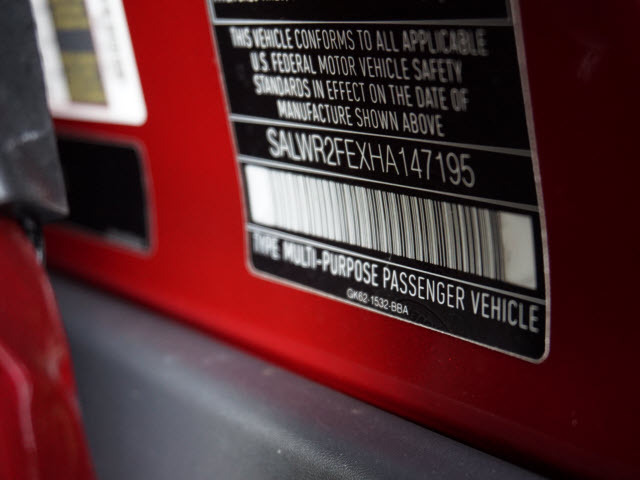 THIS VEHICLE CONFORMS TO ALL APPLICABLE
U.S. FEDERAL MOTOR VEHICLE SAFETY
STANDARDS IN EFFECT ON THE DATE OF
MANUFACTURE SHOWN ABOVE
SALWR2FEXHA147195
TYPE MULTI-PURPOSE PASSENGER VEHICLE
GK62-1532-BBA